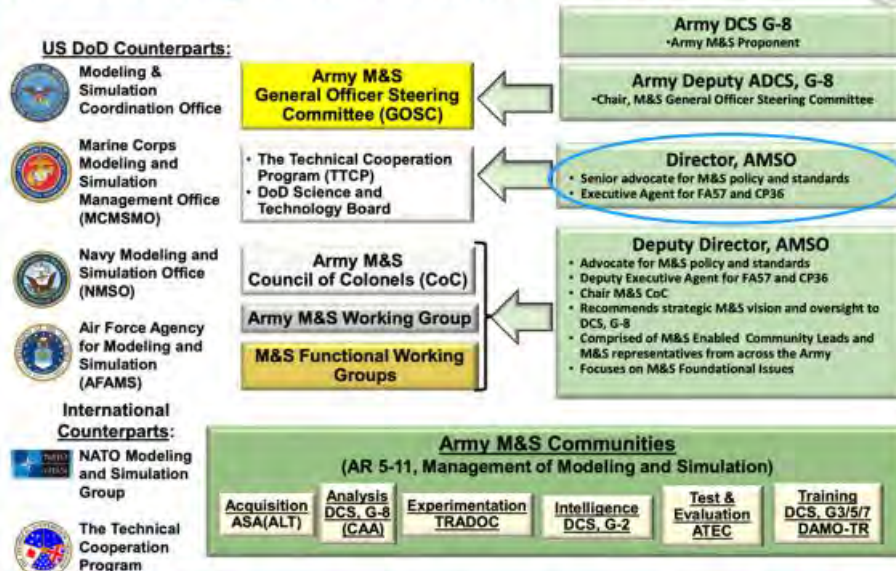 US DoD Counterparts:
Modeling &
Simulation
Coordination Office
Marine Corps
Modeling and
Simulation
Management Office
(MCMSMO)
Navy Modeling and
Simulation Office
(NMSO)
Air Force Agency
for Modeling and
Simulation
(AFAMS)
International
Counterparts:
NATO Modeling
and Simulation
Group
The Technical
Cooperation
Program
Army M&S
General Officer Steering
Committee (GOSC)
• The Technical Cooperation
Program (TTCP)
• DoD Science and
Technology Board
Army M&S
Council of Colonels (CoC)
Army M&S Working Group
M&S Functional Working
Groups
Army DCS G-8
•Army M&S Proponent
Army Deputy ADCS, G-8
•Chair, M&S General Officer Steering Committee
Director, AMSO
• Senior advocate for M&S policy and standards
• Executive Agent for FA57 and CP36
Deputy Director, AMSO
• Advocate for M&S policy and standards
• Deputy Executive Agent for FA57 and CP36
• Chair M&S CoC
• Recommends strategic M&S vision and oversight to
DCS, G-8
• Comprised of M&S Enabled Community Leads and
M&S representatives from across the Army
• Focuses on M&S Foundational Issues
Army M&S Communities
(AR 5-11, Management of Modeling and Simulation)
Acquisition
ASA(ALT)
Analysis
DCS, G-8
(CAA)
Experimentation
TRADOC
Intelligence
DCS, G-2
Test &
Evaluation
ATEC
Training
DCS, G3/5/7
DAMO-TR